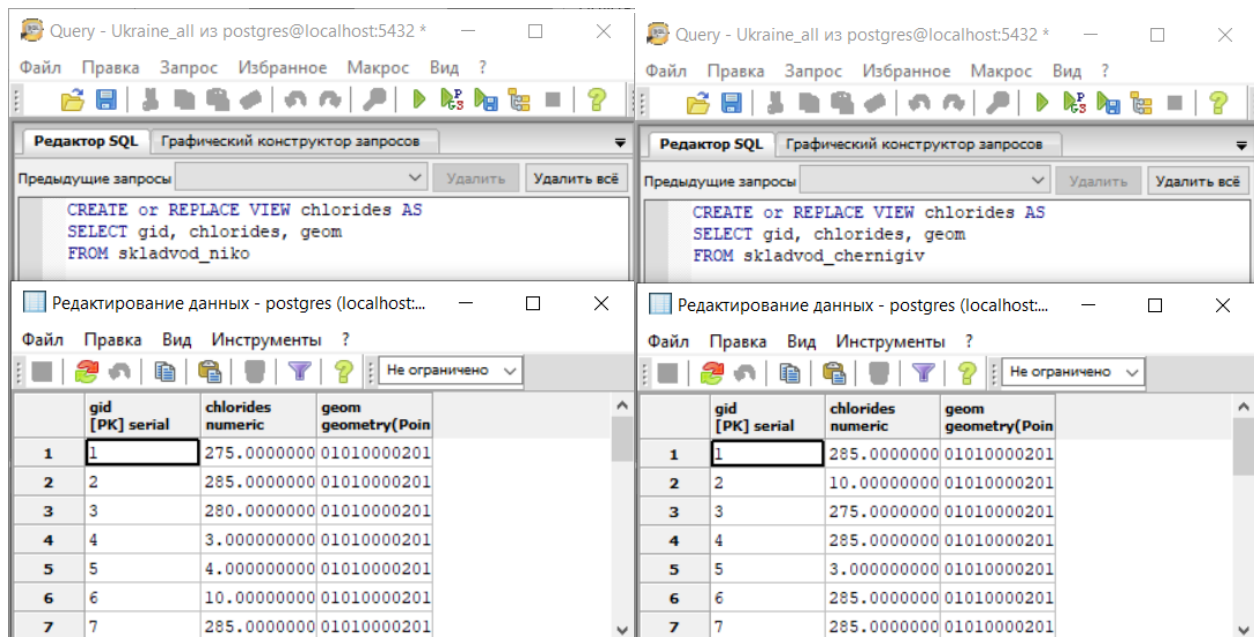 Query - Ukraine_all из postgres@localhost:5432 *
Файл Правка Запрос Избранное Макрос Вид ?
Редактор SQL Графический конструктор запросов
Предыдущие запросы Удалить Удалить всё
CREATE or REPLACE VIEW chlorides AS
SELECT gid, chlorides, geom
FROM skladvod_niko
Редактирование данных - postgres (localhost:...
Файл Правка Вид Инструменты ?
Не ограничено
gid chlorides geom
[PK] serial numeric geometry(Poin
1 1 275.0000000 01010000201
2 2 285.0000000 01010000201
3 3 280.0000000 01010000201
4 4 3.000000000 01010000201
5 5 4.000000000 01010000201
6 6 10.00000000 01010000201
7 7 285.0000000 01010000201
Query - Ukraine_all из postgres@localhost:5432 *
Файл Правка Запрос Избранное Макрос Вид ?
Редактор SQL Графический конструктор запросов
Предыдущие запросы Удалить Удалить всё
CREATE or REPLACE VIEW chlorides AS
SELECT gid, chlorides, geom
FROM skladvod_chernigiv
Редактирование данных - postgres (localhost:...
Файл Правка Вид Инструменты ?
Не ограничено
gid chlorides geom
[PK] serial numeric geometry(Poin
1 1 285.0000000 01010000201
2 2 10.00000000 01010000201
3 3 275.0000000 01010000201
4 4 285.0000000 01010000201
5 5 3.000000000 01010000201
6 6 285.0000000 01010000201
7 7 285.0000000 01010000201